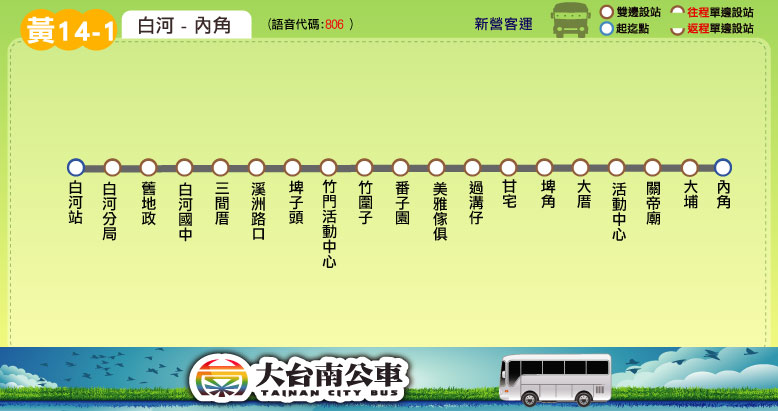 黃14-1
白河 - 內角
（語音代碼:806 ）
新營客運
雙邊設站
往程單邊設站
起迄點
返程單邊設站
白河站
白河分局
舊地政
白河國中
三間厝
溪洲路口
埤子頭
竹門活動中心
竹圍子
番子園
美雅傢俱
過溝仔
甘宅
埤角
大厝
活動中心
關帝廟
大埔
內角
大台南公車
TAINAN CITY BUS